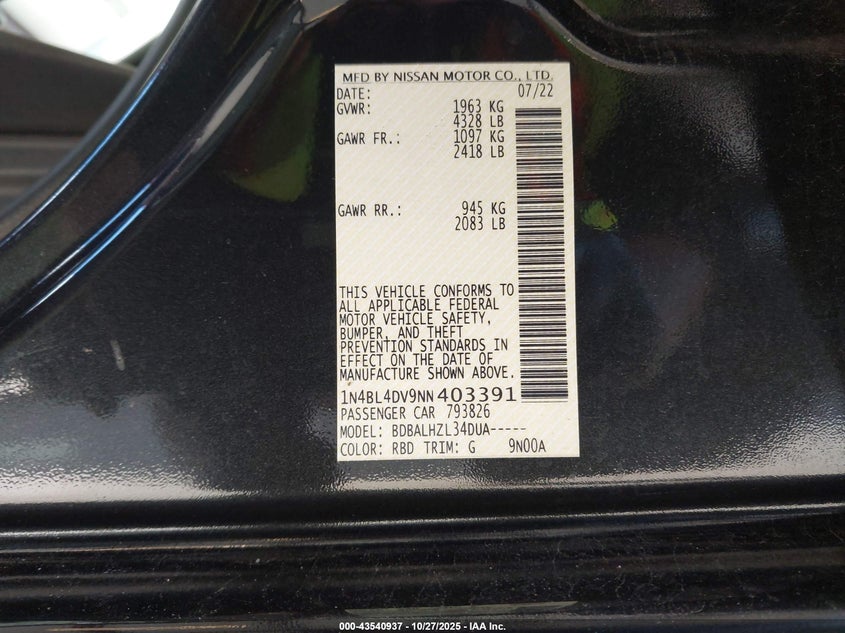 MFD BY NISSAN MOTOR CO., LTD.
DATE: 07/22
GVWR: 1963 KG
4328 LB
GAWR FR.: 1097 KG
2418 LB
GAWR RR.: 945 KG
2083 LB
THIS VEHICLE CONFORMS TO
ALL APPLICABLE FEDERAL
MOTOR VEHICLE SAFETY,
BUMPER, AND THEFT
PREVENTION STANDARDS IN
EFFECT ON THE DATE OF
MANUFACTURE SHOWN ABOVE.
1N4BL4DV9NN403391
PASSENGER CAR 793826
MODEL: BDBALHZL34DUA-----
COLOR: RBD TRIM: G 9N00A
000-43540937 - 10/27/2025 - IAA Inc.